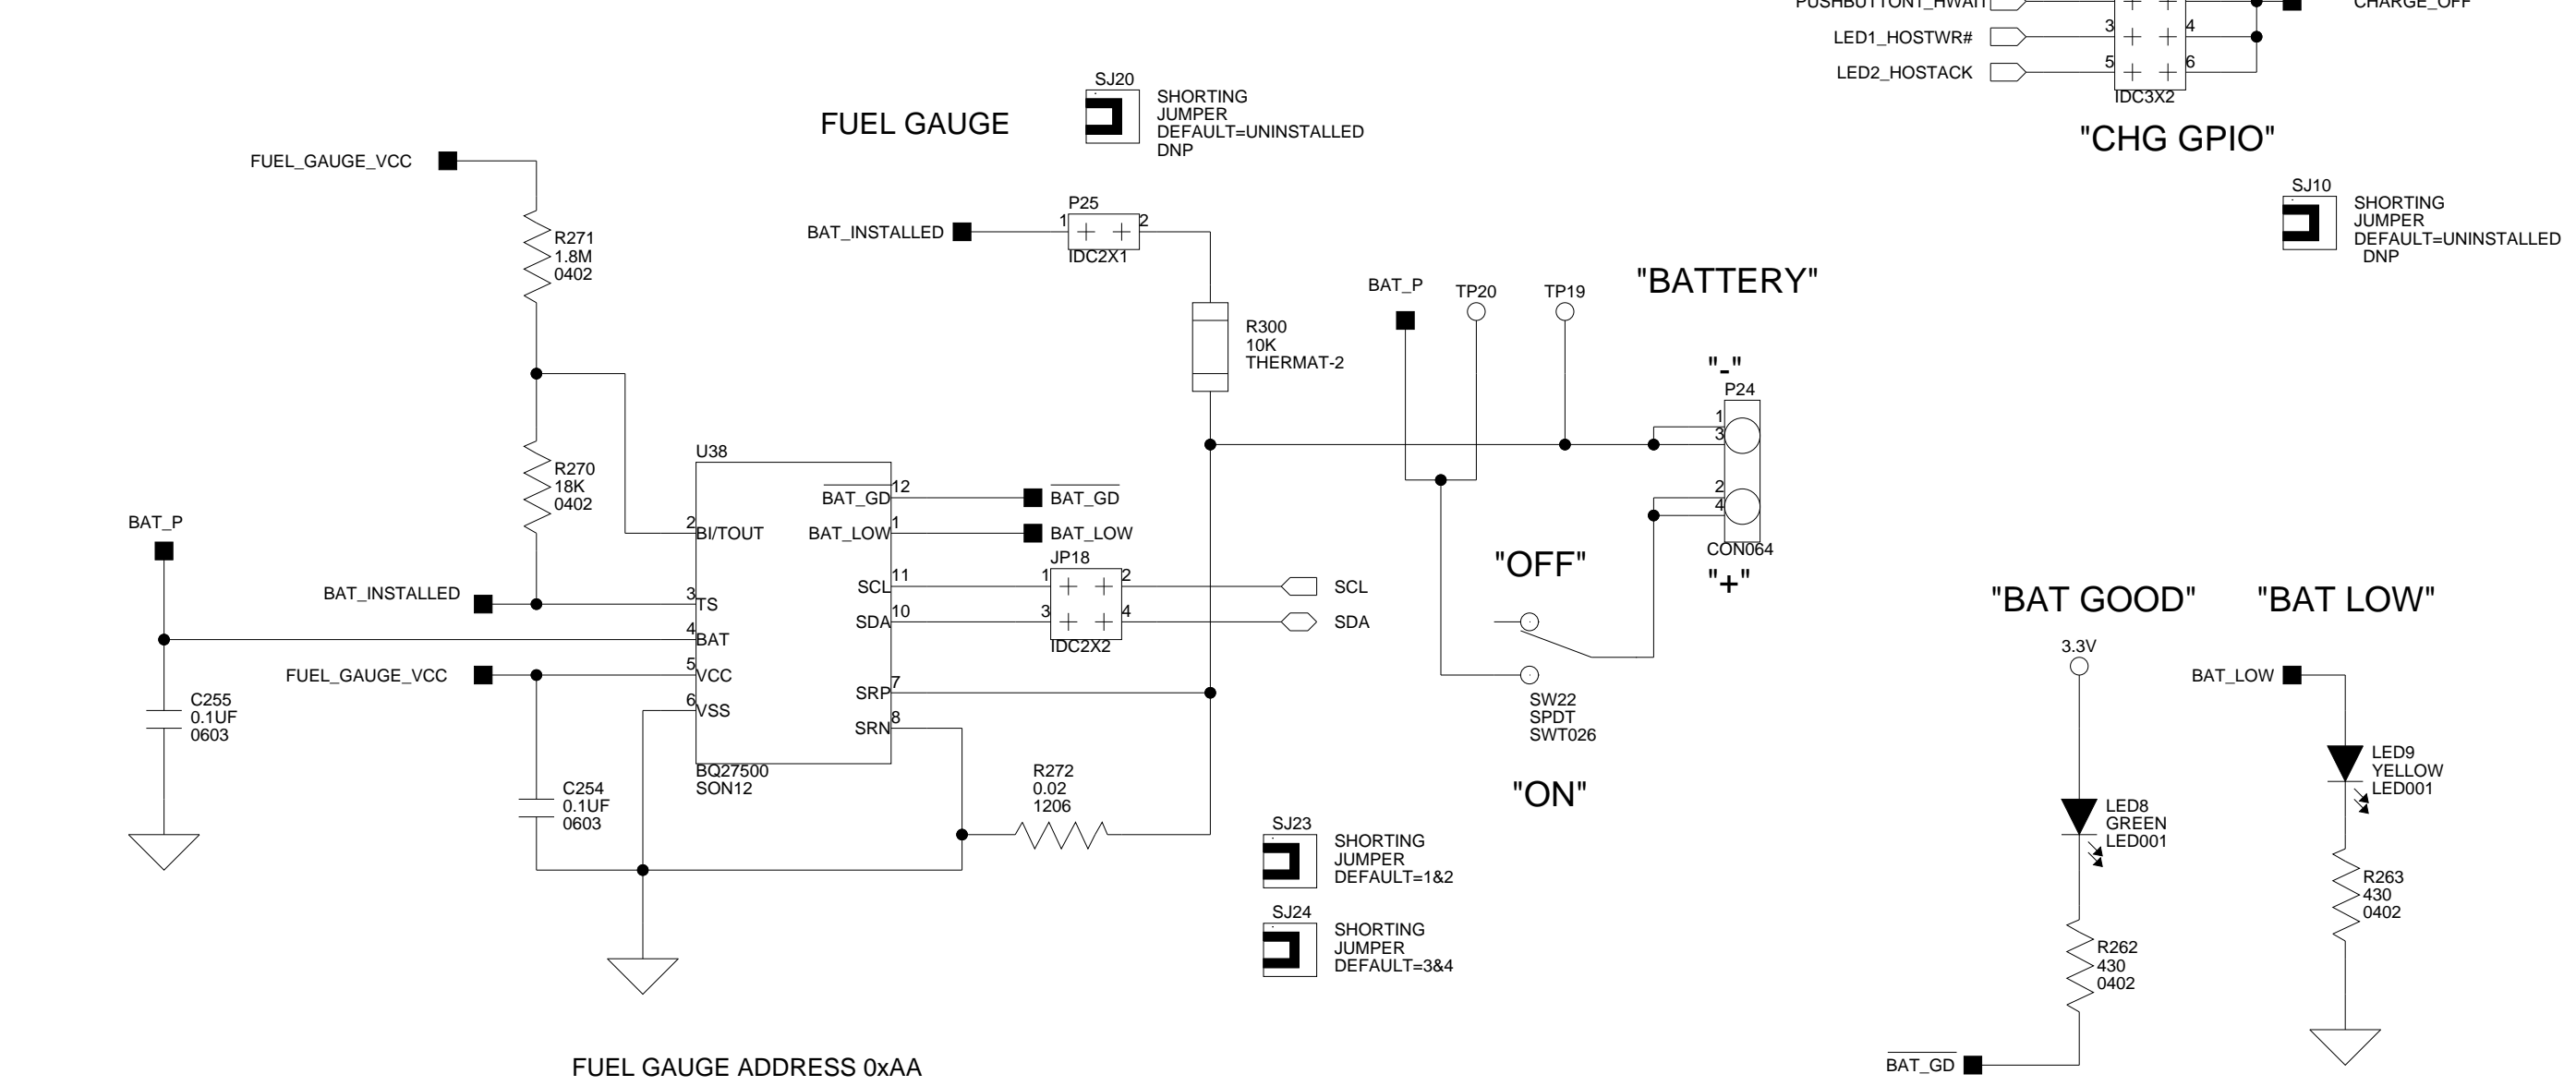 PUSHBUTTON1_HWAIT
CHARGE_OFF
LED1_HOSTWR#
3
4
LED2_HOSTACK
5
6
IDC3X2
"CHG GPIO"
SJ10
SHORTING
JUMPER
DEFAULT=UNINSTALLED
DNP
FUEL GAUGE
SJ20
SHORTING
JUMPER
DEFAULT=UNINSTALLED
DNP
FUEL_GAUGE_VCC
R271
1.8M
0402
R270
18K
0402
BAT_INSTALLED
P25
1
2
IDC2X1
R300
10K
THERMAT-2
BAT_P
TP20
TP19
"BATTERY"
"-"
P24
1
3
2
4
CON064
"+"
"OFF"
SW22
SPDT
SWT026
"ON"
BAT_P
C255
0.1UF
0603
BAT_INSTALLED
FUEL_GAUGE_VCC
C254
0.1UF
0603
U38
2
BI/TOUT
3
TS
4
BAT
5
VCC
6
VSS
BAT_GD
12
BAT_LOW
1
SCL
11
SDA
10
SRP
7
SRN
8
BQ27500
SON12
BAT_GD
BAT_LOW
JP18
1
2
3
4
IDC2X2
SCL
SDA
R272
0.02
1206
SJ23
SHORTING
JUMPER
DEFAULT=1&2
SJ24
SHORTING
JUMPER
DEFAULT=3&4
"BAT GOOD"
3.3V
LED8
GREEN
LED001
R262
430
0402
BAT_GD
"BAT LOW"
BAT_LOW
LED9
YELLOW
LED001
R263
430
0402
FUEL GAUGE ADDRESS 0xAA